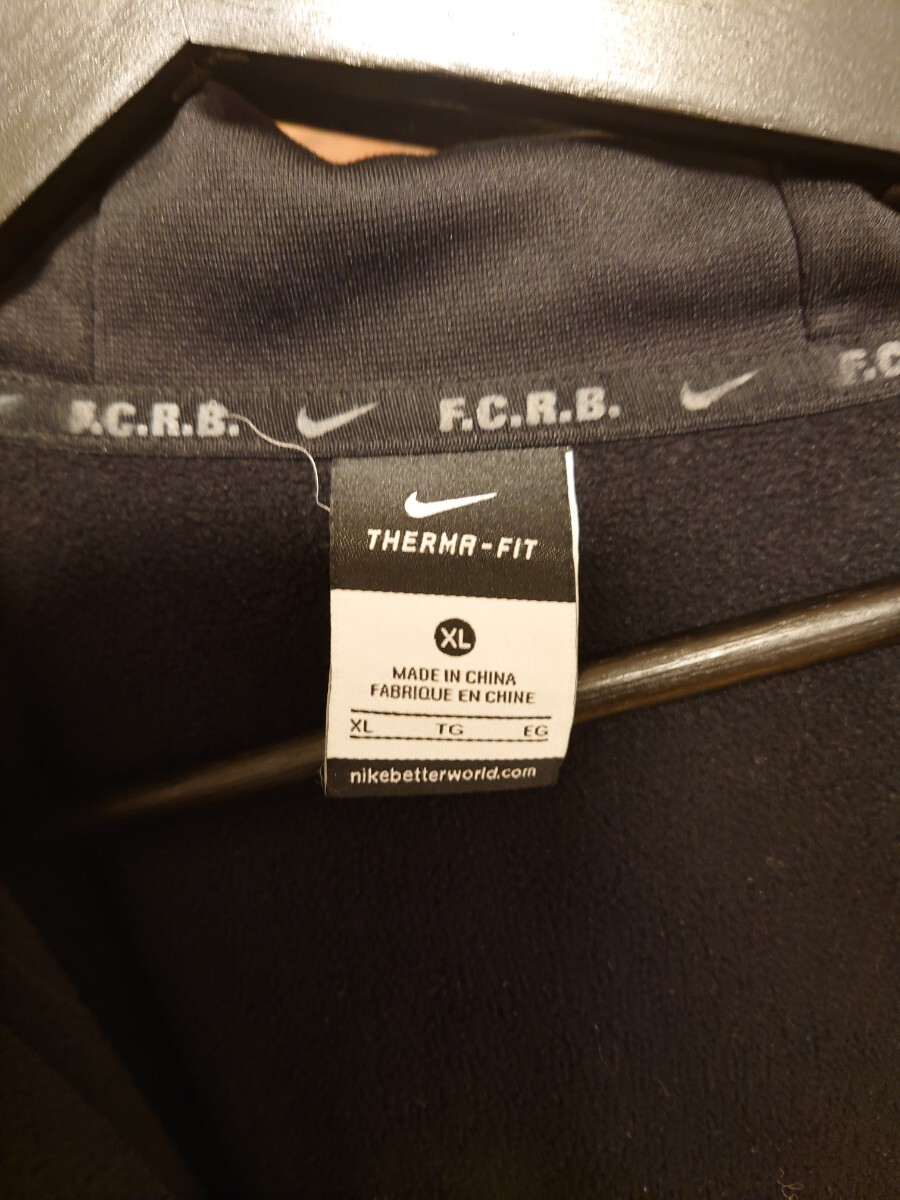 F.C.R.B. F.C.R.B. F.C
THERMA-FIT
XL
MADE IN CHINA
FABRIQUE EN CHINE
XL TG EG
nikebetterworld.com